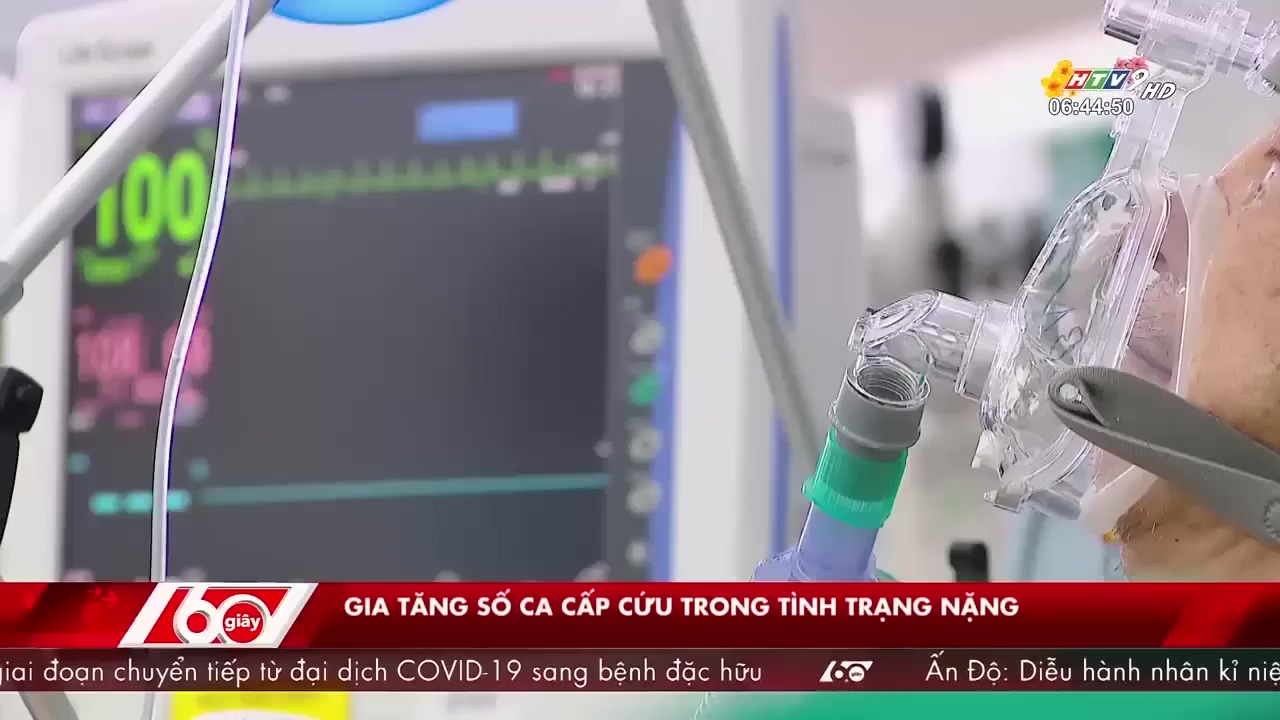 HTV9 HD
06:44:50
100
60 giây
GIA TĂNG SỐ CA CẤP CỨU TRONG TÌNH TRẠNG NẶNG
giai đoạn chuyển tiếp từ đại dịch COVID-19 sang bệnh đặc hữu 60 giây Ấn Độ: Diễu hành nhân kỉ niệ